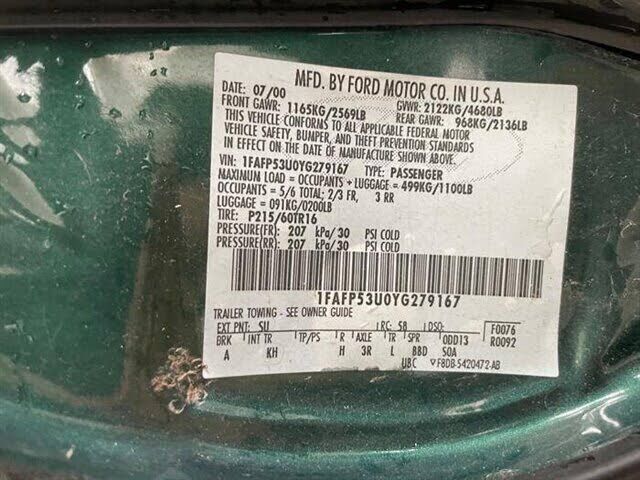 MFD. BY FORD MOTOR CO. IN U.S.A.
DATE: 07/00 GVWR: 2122KG/4680LB
FRONT GAWR: 1165KG/2569LB REAR GAWR: 968KG/2136LB
THIS VEHICLE CONFORMS TO ALL APPLICABLE FEDERAL MOTOR
VEHICLE SAFETY, BUMPER, AND THEFT PREVENTION STANDARDS
IN EFFECT ON THE DATE OF MANUFACTURE SHOWN ABOVE.
VIN: 1FAFP53U0YG279167 TYPE: PASSENGER
MAXIMUM LOAD = OCCUPANTS + LUGGAGE = 499KG/1100LB
OCCUPANTS = 5/6 TOTAL; 2/3 FR, 3 RR
LUGGAGE = 091KG/0200LB
TIRE: P215/60TR16
PRESSURE(FR): 207 kPa/30 PSI COLD
PRESSURE(RR): 207 kPa/30 PSI COLD
1FAFP53U0YG279167
TRAILER TOWING - SEE OWNER GUIDE
EXT PNT: SU RC: 58 DSO: F0076
BRK INT TR TP/PS R AXLE TR SPR ODD13 R0092
A KH H 3R L BBD SOA
UBC ▽F8DB-5420472-AB